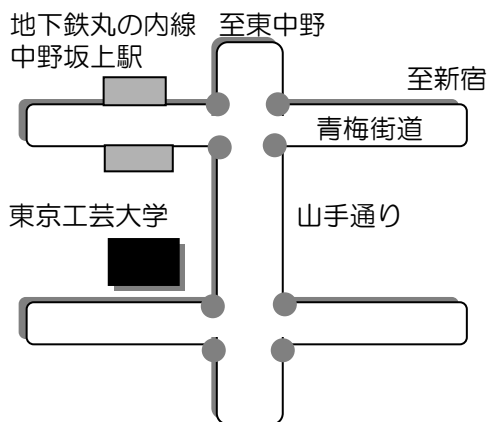 地下鉄丸の内線
中野坂上駅
至東中野
至新宿
青梅街道
東京工芸大学
山手通り